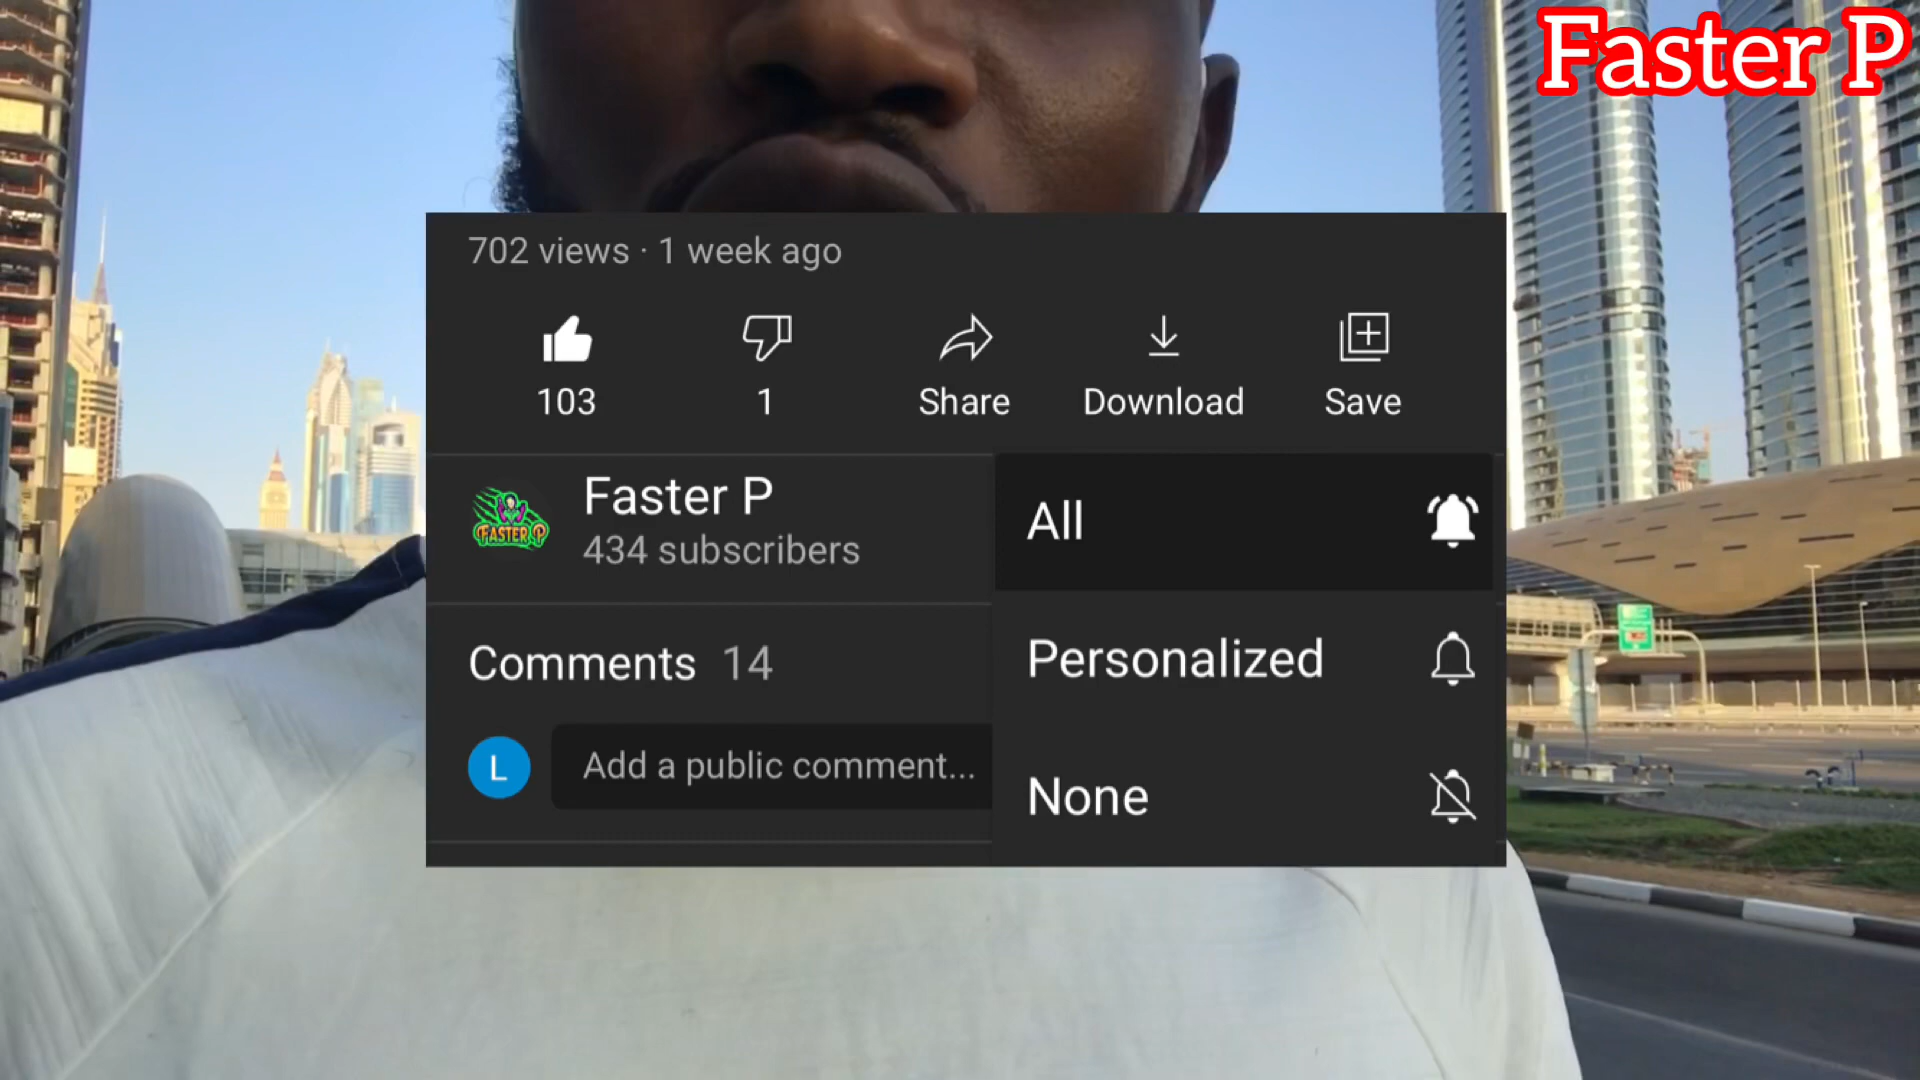 Faster P
702 views · 1 week ago
103
1
Share
Download
Save
FASTER P
Faster P
434 subscribers
All
Comments 14
Personalized
L
Add a public comment...
None